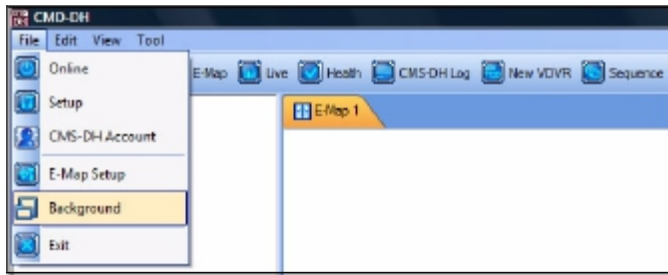 CMD-DH
File Edit View Tool
E-Map Live Health CMS-DH Log New VDVR Sequence
Online
Setup
CMS-DH Account
E-Map Setup
Background
Exit
E-Map 1